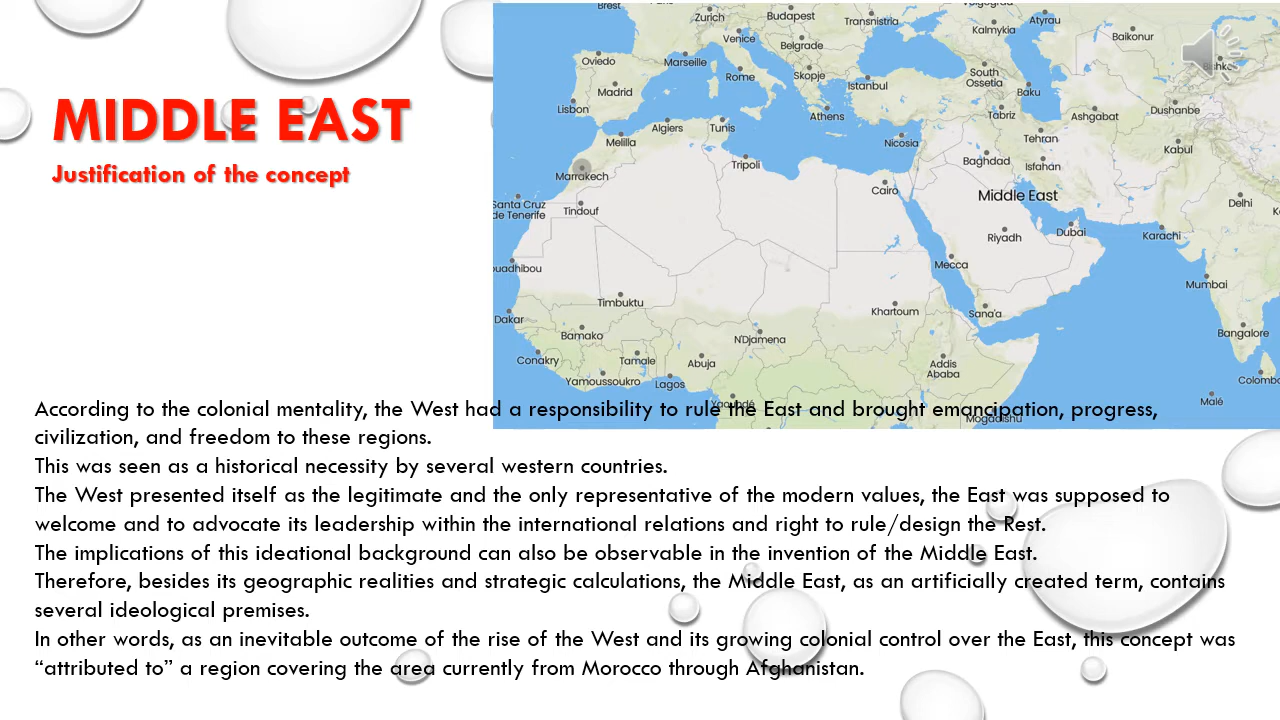 MIDDLE EAST
Justification of the concept
Brest
Zurich
Budapest
Transnistria
Kalmykia
Atyrau
Baikonur
Venice
Belgrade
Oviedo
Marseille
Rome
Skopje
Istanbul
South
Ossetia
Baku
Madrid
Lisbon
Athens
Ashgabat
Dushanbe
Melilla
Algiers
Tunis
Nicosia
Tabriz
Tehran
Kabul
Marrakech
Tripoli
Baghdad
Isfahan
Cairo
Middle East
Santa Cruz
de Tenerife
Tindouf
Delhi
Riyadh
Dubai
Karachi
Mecca
ouadhibou
Mumbai
Timbuktu
Khartoum
Sana'a
Dakar
Bamako
N'Djamena
Bangalore
Conakry
Tamale
Abuja
Addis
Ababa
Yamoussoukro
Lagos
Colombo
Malé
Yaoundé
Mogadishu
According to the colonial mentality, the West had a responsibility to rule the East and brought emancipation, progress,
civilization, and freedom to these regions.
This was seen as a historical necessity by several western countries.
The West presented itself as the legitimate and the only representative of the modern values, the East was supposed to
welcome and to advocate its leadership within the international relations and right to rule/design the Rest.
The implications of this ideational background can also be observable in the invention of the Middle East.
Therefore, besides its geographic realities and strategic calculations, the Middle East, as an artificially created term, contains
several ideological premises.
In other words, as an inevitable outcome of the rise of the West and its growing colonial control over the East, this concept was
“attributed to” a region covering the area currently from Morocco through Afghanistan.